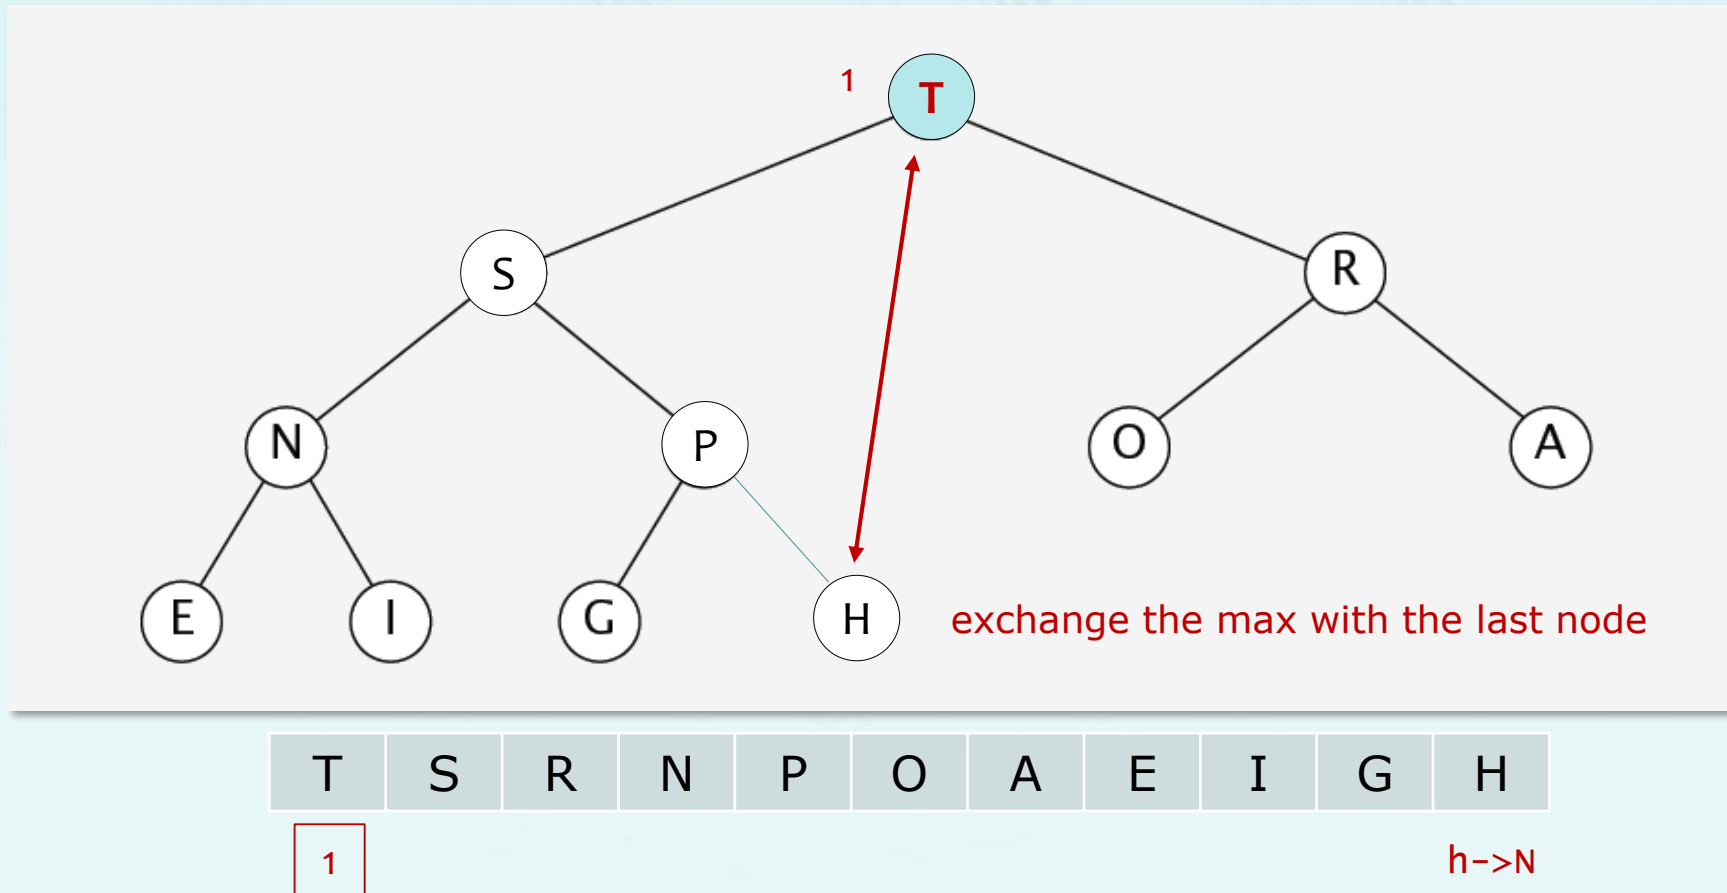 1
T
S
R
N
P
O
A
E
I
G
H
exchange the max with the last node
T S R N P O A E I G H
1
h->N